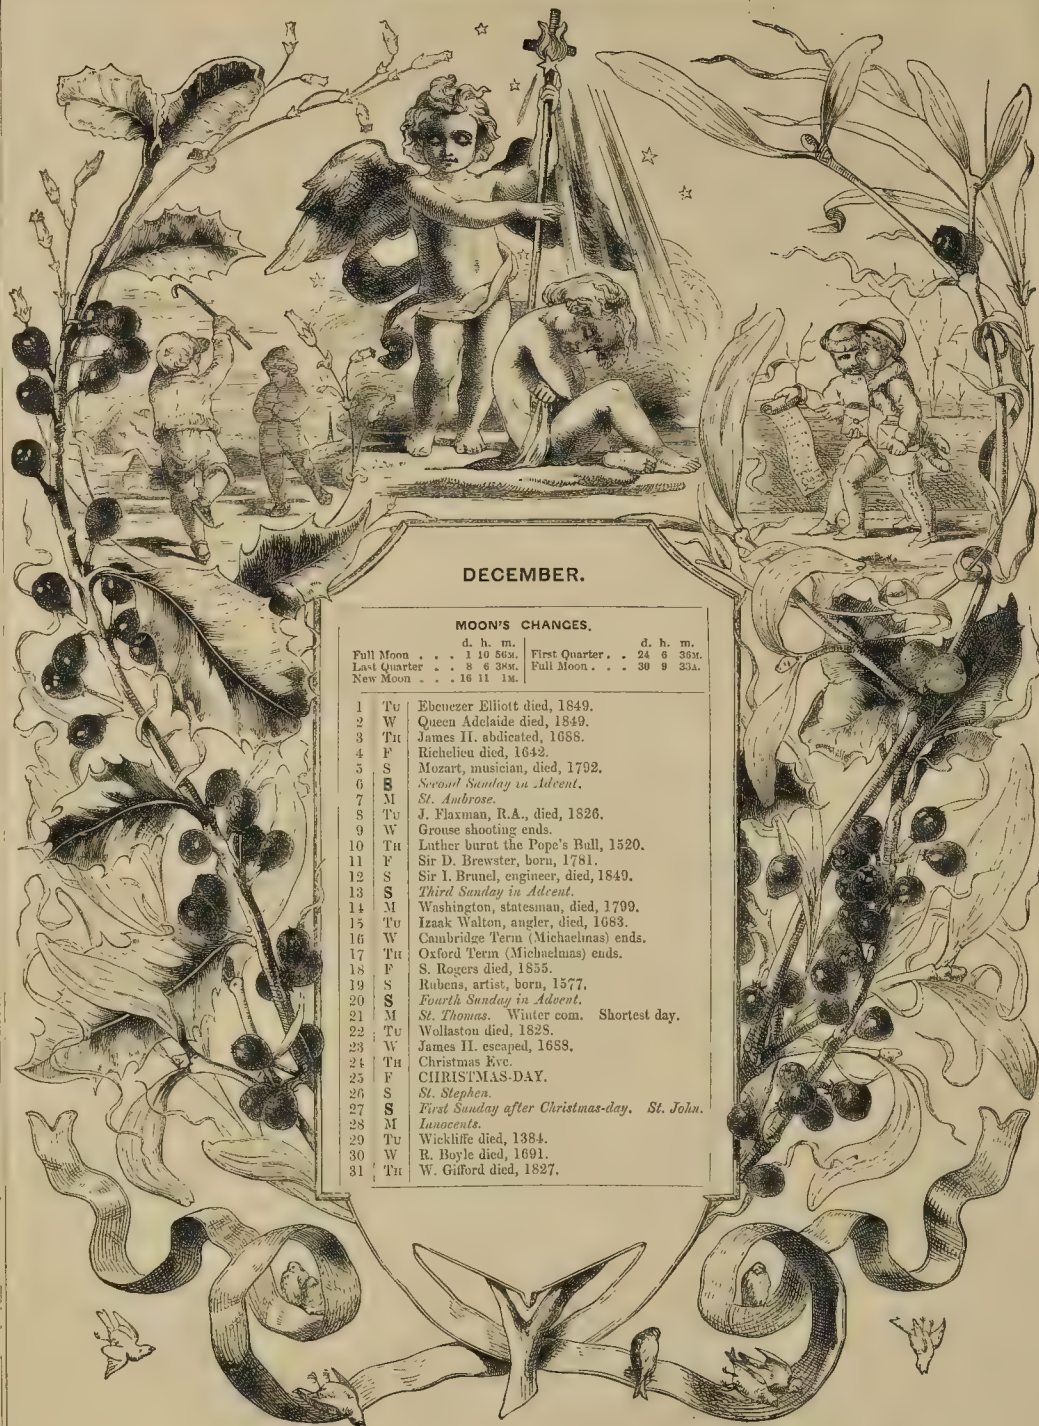 DECEMBER.
MOON'S CHANGES.
d. h. m.
Full Moon . . . 1 10 56M.
Last Quarter . . 8 6 38M.
New Moon . . . 16 11 1M.
d. h. m.
First Quarter . . 24 6 36M.
Full Moon . . . 30 9 33A.
1 TU Ebenezer Elliott died, 1849.
2 W Queen Adelaide died, 1849.
3 TH James II. abdicated, 1688.
4 F Richelieu died, 1642.
5 S Mozart, musician, died, 1792.
6 S Second Sunday in Advent.
7 M St. Ambrose.
8 TU J. Flaxman, R.A., died, 1826.
9 W Grouse shooting ends.
10 TH Luther burnt the Pope's Bull, 1520.
11 F Sir D. Brewster, born, 1781.
12 S Sir I. Brunel, engineer, died, 1849.
13 S Third Sunday in Advent.
14 M Washington, statesman, died, 1799.
15 TU Izaak Walton, angler, died, 1683.
16 W Cambridge Term (Michaelmas) ends.
17 TH Oxford Term (Michaelmas) ends.
18 F S. Rogers died, 1855.
19 S Rubens, artist, born, 1577.
20 S Fourth Sunday in Advent.
21 M St. Thomas. Winter com. Shortest day.
22 TU Wollaston died, 1828.
23 W James II. escaped, 1688.
24 TH Christmas Eve.
25 F CHRISTMAS-DAY.
26 S St. Stephen.
27 S First Sunday after Christmas-day. St. John.
28 M Innocents.
29 TU Wickliffe died, 1384.
30 W R. Boyle died, 1691.
31 TH W. Gifford died, 1827.